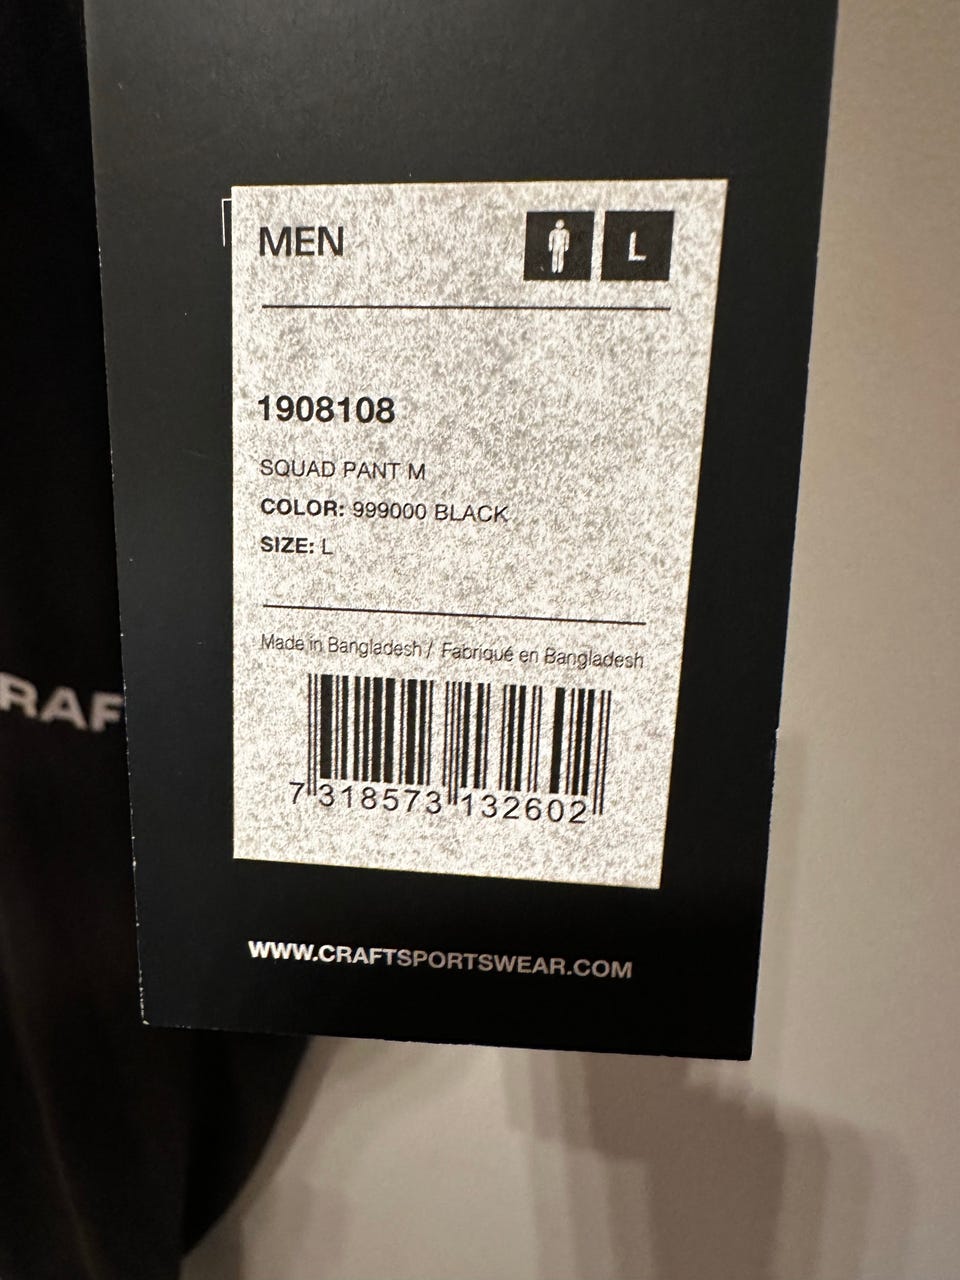 MEN
L
1908108
SQUAD PANT M
COLOR: 999000 BLACK
SIZE: L
Made in Bangladesh / Fabriqué en Bangladesh
7 318573 132602
RAF
WWW.CRAFTSPORTSWEAR.COM